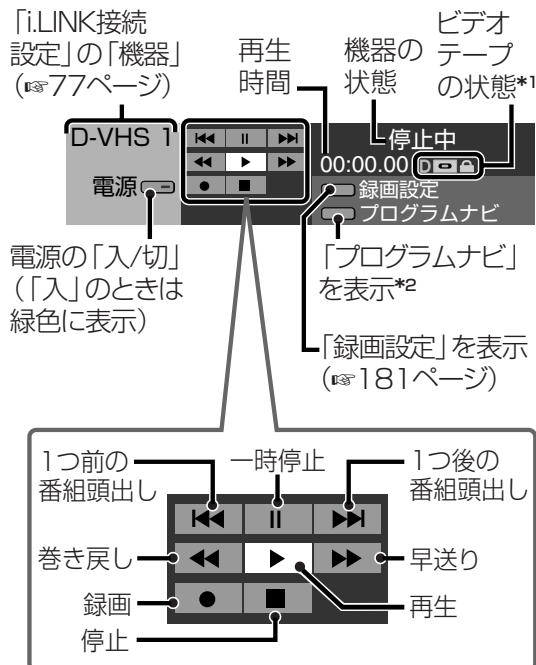 「i.LINK接続
設定」の「機器」
(☞77ページ)
再生
時間
機器の
状態
ビデオ
テープ
の状態*1
D-VHS 1
電源
停止中
00:00.00 D
録画設定
プログラムナビ
電源の「入/切」
(「入」のときは
緑色に表示)
「プログラムナビ」
を表示*2
「録画設定」を表示
(☞181ページ)
1つ前の
番組頭出し
一時停止
1つ後の
番組頭出し
巻き戻し
早送り
録画
再生
停止